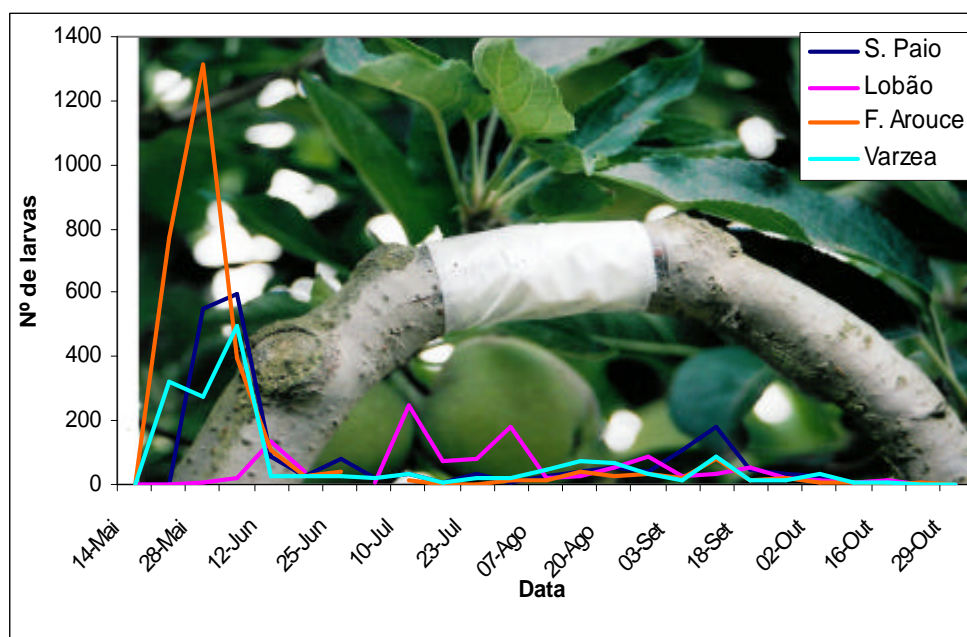 1400
1200
1000
800
600
400
200
0
Nº de larvas
14-Mai
28-Mai
12-Jun
25-Jun
10-Jul
23-Jul
07-Ago
20-Ago
03-Set
18-Set
02-Out
16-Out
29-Out
Data
S. Paio
Lobão
F. Arouce
Varzea